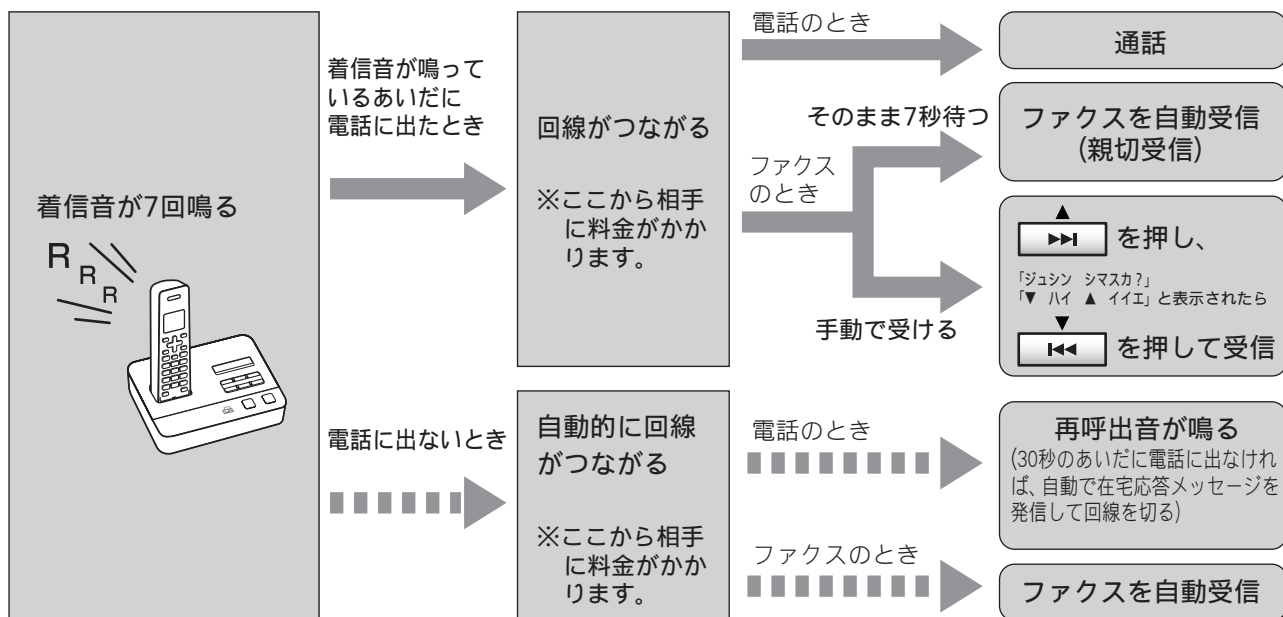 着信音が7回鳴る
R
R
R
着信音が鳴って
いるあいだに
電話に出たとき
回線がつながる
※ここから相手
に料金がかか
ります。
電話のとき
通話
ファクス
のとき
そのまま7秒待つ
ファクスを自動受信
(親切受信)
手動で受ける
▲
▶▶I を押し、
「ジュシン シマスカ?」
「▼ ハイ ▲ イイエ」と表示されたら
▼
I◀◀ を押して受信
電話に出ないとき
自動的に回線
がつながる
※ここから相手
に料金がかか
ります。
電話のとき
再呼出音が鳴る
(30秒のあいだに電話に出なけれ
ば、自動で在宅応答メッセージを
発信して回線を切る)
ファクスのとき
ファクスを自動受信